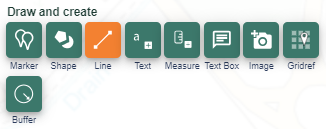 Draw and create
a
Marker Shape Line Text Measure Text Box Image Gridref
Buffer